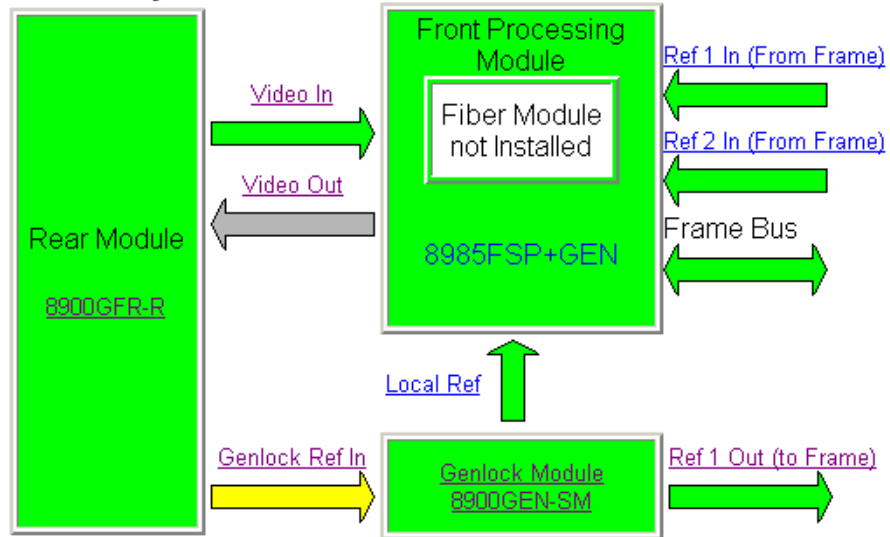 Front Processing
Module
Ref 1 In (From Frame)
Video In
Fiber Module
not Installed
Ref 2 In (From Frame)
Video Out
Rear Module
Frame Bus
8985FSP+GEN
8900GFR-R
Local Ref
Genlock Ref In
Genlock Module
8900GEN-SM
Ref 1 Out (to Frame)